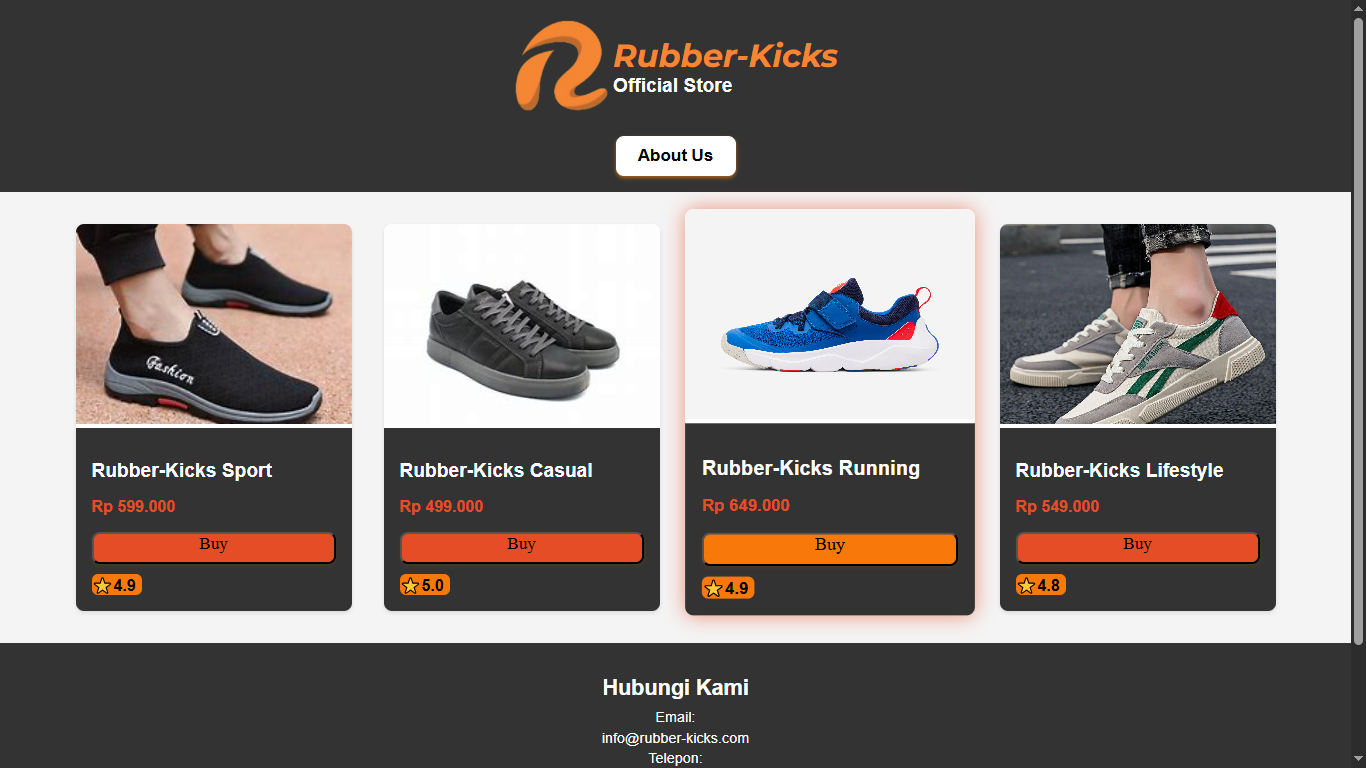 Rubber-Kicks
Official Store
About Us
Fashion
Rubber-Kicks Sport
Rp 599.000
Buy
4.9
Rubber-Kicks Casual
Rp 499.000
Buy
5.0
Rubber-Kicks Running
Rp 649.000
Buy
4.9
Rubber-Kicks Lifestyle
Rp 549.000
Buy
4.8
Hubungi Kami
Email:
info@rubber-kicks.com
Telepon: